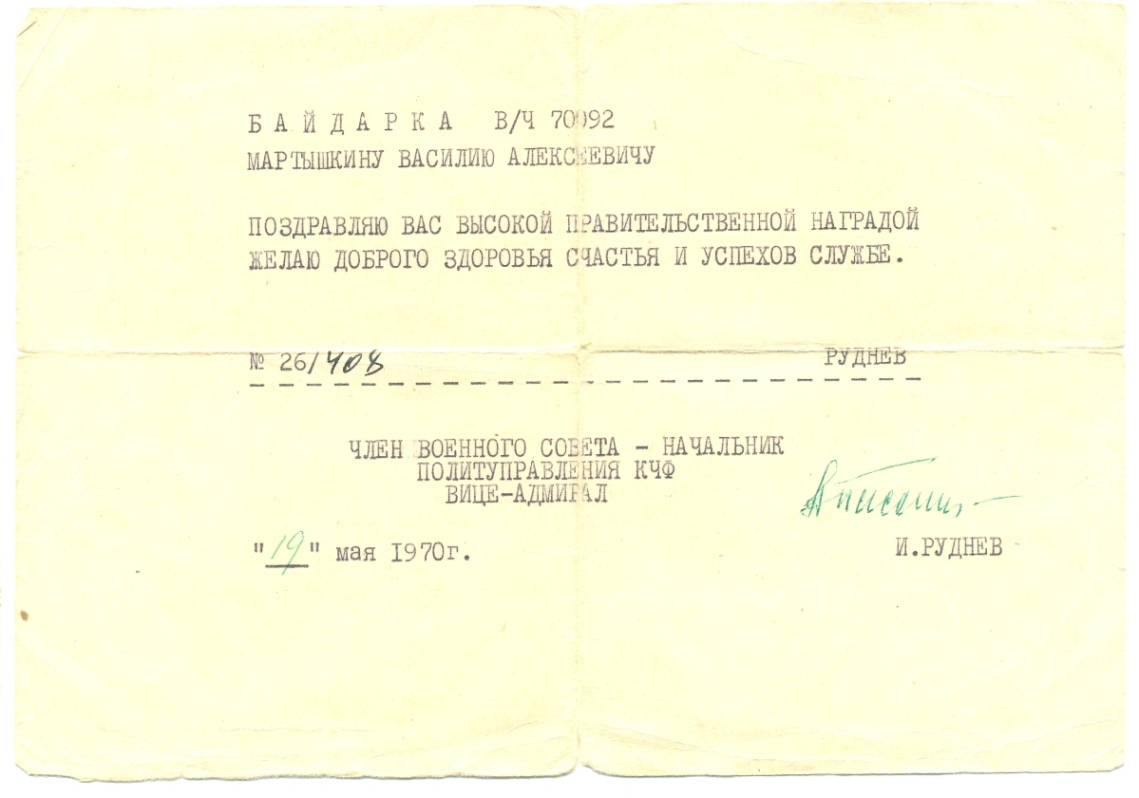 Б А Й Д А Р К А В/Ч 70092
МАРТЫШКИНУ ВАСИЛИЮ АЛЕКСЕЕВИЧУ
ПОЗДРАВЛЯЮ ВАС ВЫСОКОЙ ПРАВИТЕЛЬСТВЕННОЙ НАГРАДОЙ
ЖЕЛАЮ ДОБРОГО ЗДОРОВЬЯ СЧАСТЬЯ И УСПЕХОВ СЛУЖБЕ.
№ 26/408 РУДНЕВ
ЧЛЕН ВОЕННОГО СОВЕТА – НАЧАЛЬНИК
ПОЛИТУПРАВЛЕНИЯ КЧФ
ВИЦЕ-АДМИРАЛ
"19" мая 1970г.
И.РУДНЕВ